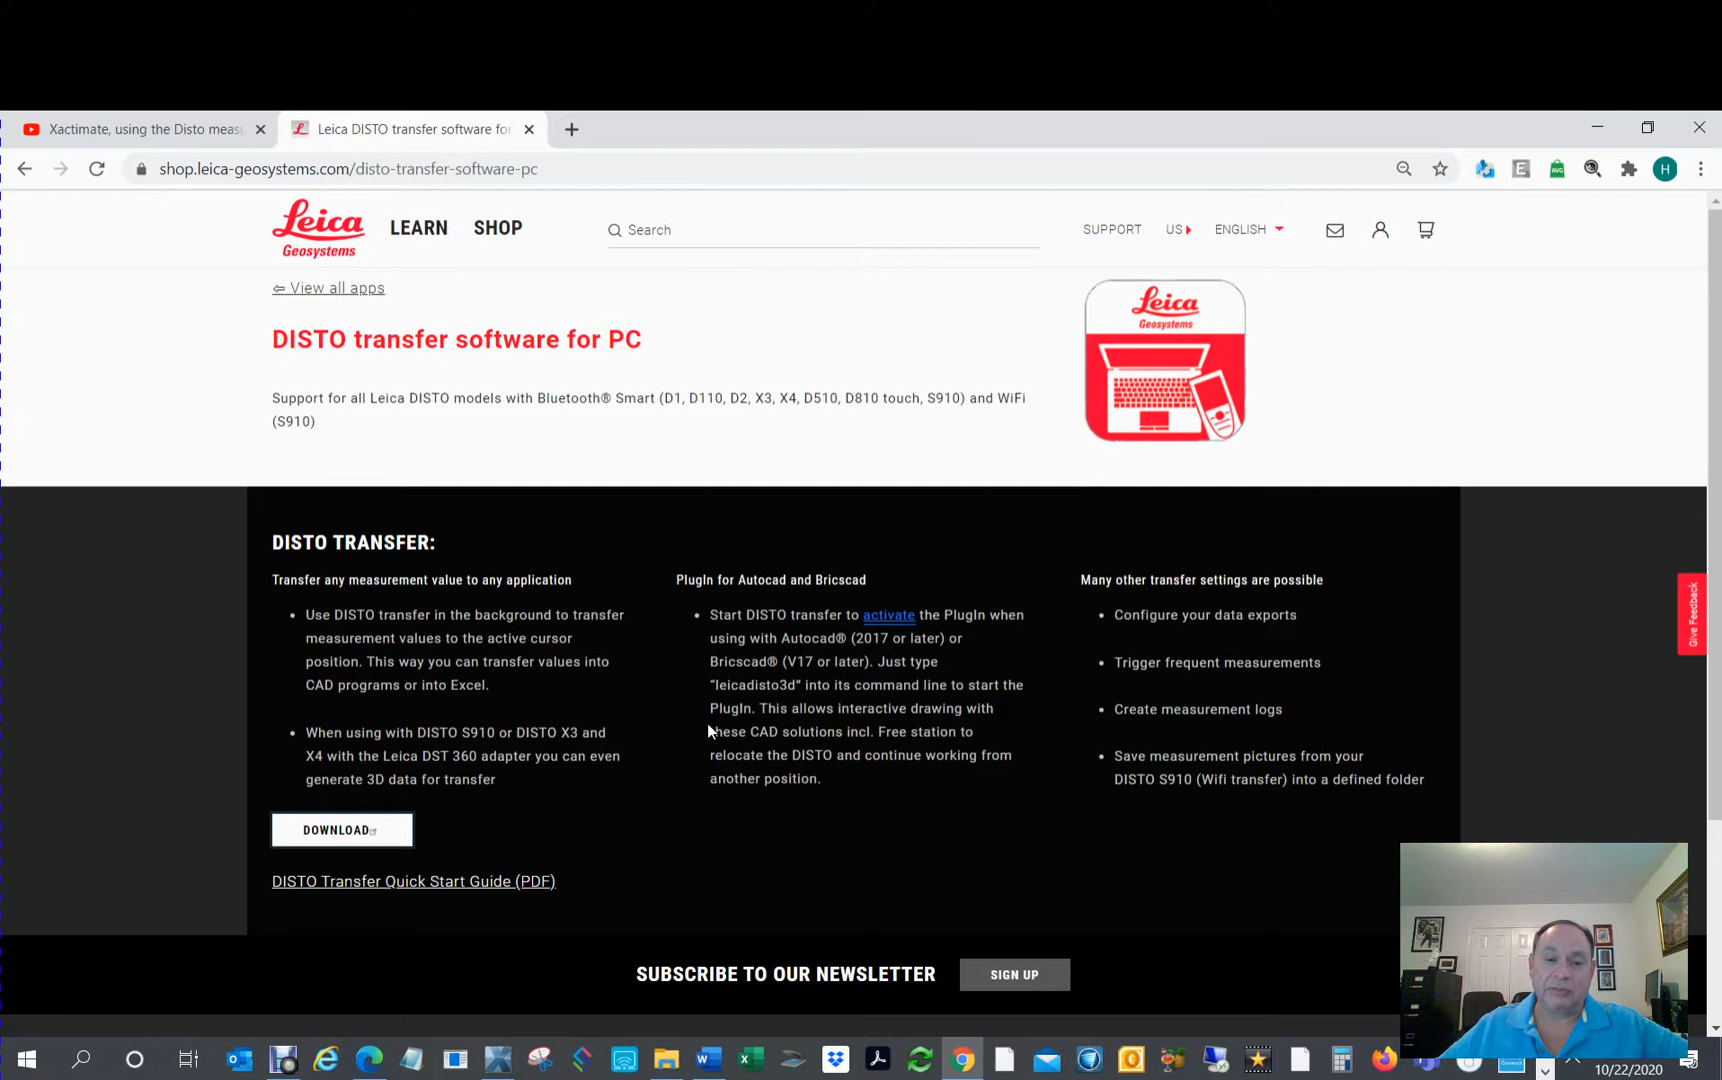 Xactimate, using the Disto measu
Leica DISTO transfer software for
shop.leica-geosystems.com/disto-transfer-software-pc
E
AVG
H
Leica
Geosystems
LEARN
SHOP
Search
SUPPORT
US
ENGLISH
⇦ View all apps
DISTO transfer software for PC
Support for all Leica DISTO models with Bluetooth® Smart (D1, D110, D2, X3, X4, D510, D810 touch, S910) and WiFi
(S910)
Leica
Geosystems
DISTO TRANSFER:
Transfer any measurement value to any application
• Use DISTO transfer in the background to transfer
measurement values to the active cursor
position. This way you can transfer values into
CAD programs or into Excel.
• When using with DISTO S910 or DISTO X3 and
X4 with the Leica DST 360 adapter you can even
generate 3D data for transfer
PlugIn for Autocad and Bricscad
• Start DISTO transfer to activate the PlugIn when
using with Autocad® (2017 or later) or
Bricscad® (V17 or later). Just type
“leicadisto3d” into its command line to start the
PlugIn. This allows interactive drawing with
these CAD solutions incl. Free station to
relocate the DISTO and continue working from
another position.
Many other transfer settings are possible
• Configure your data exports
• Trigger frequent measurements
• Create measurement logs
• Save measurement pictures from your
DISTO S910 (Wifi transfer) into a defined folder
Give Feedback
DOWNLOAD
DISTO Transfer Quick Start Guide (PDF)
SUBSCRIBE TO OUR NEWSLETTER
SIGN UP
10/22/2020